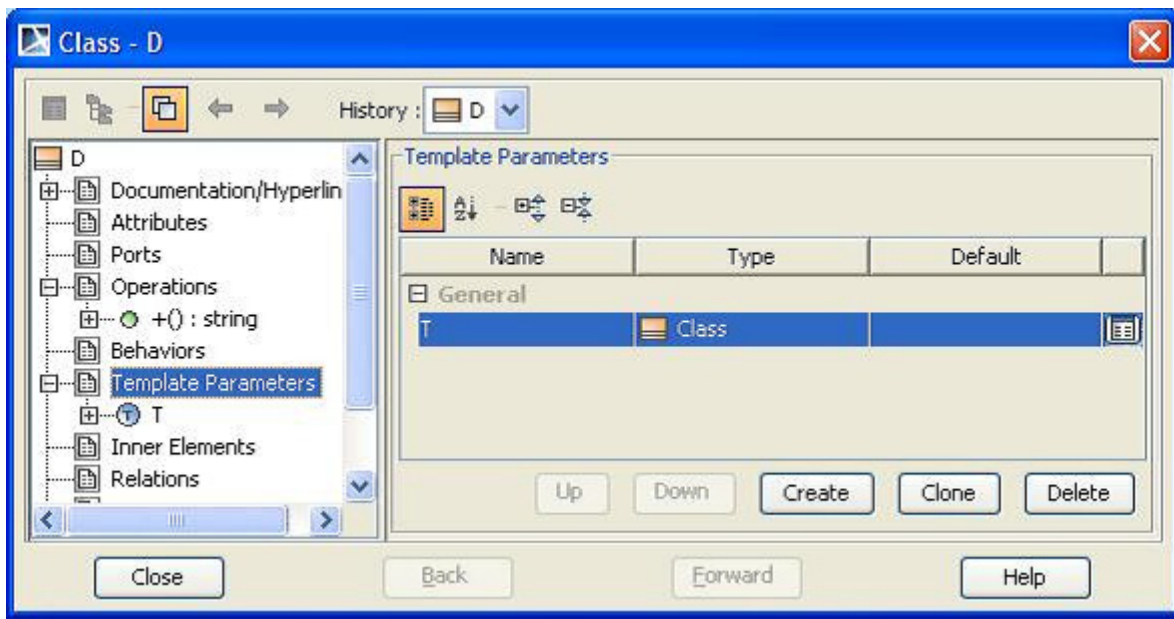 Class - D
History : D
D
Documentation/Hyperlin
Attributes
Ports
Operations
+() : string
Behaviors
Template Parameters
T
Inner Elements
Relations
Template Parameters
Name Type Default
General
T Class
Up Down Create Clone Delete
Close Back Forward Help